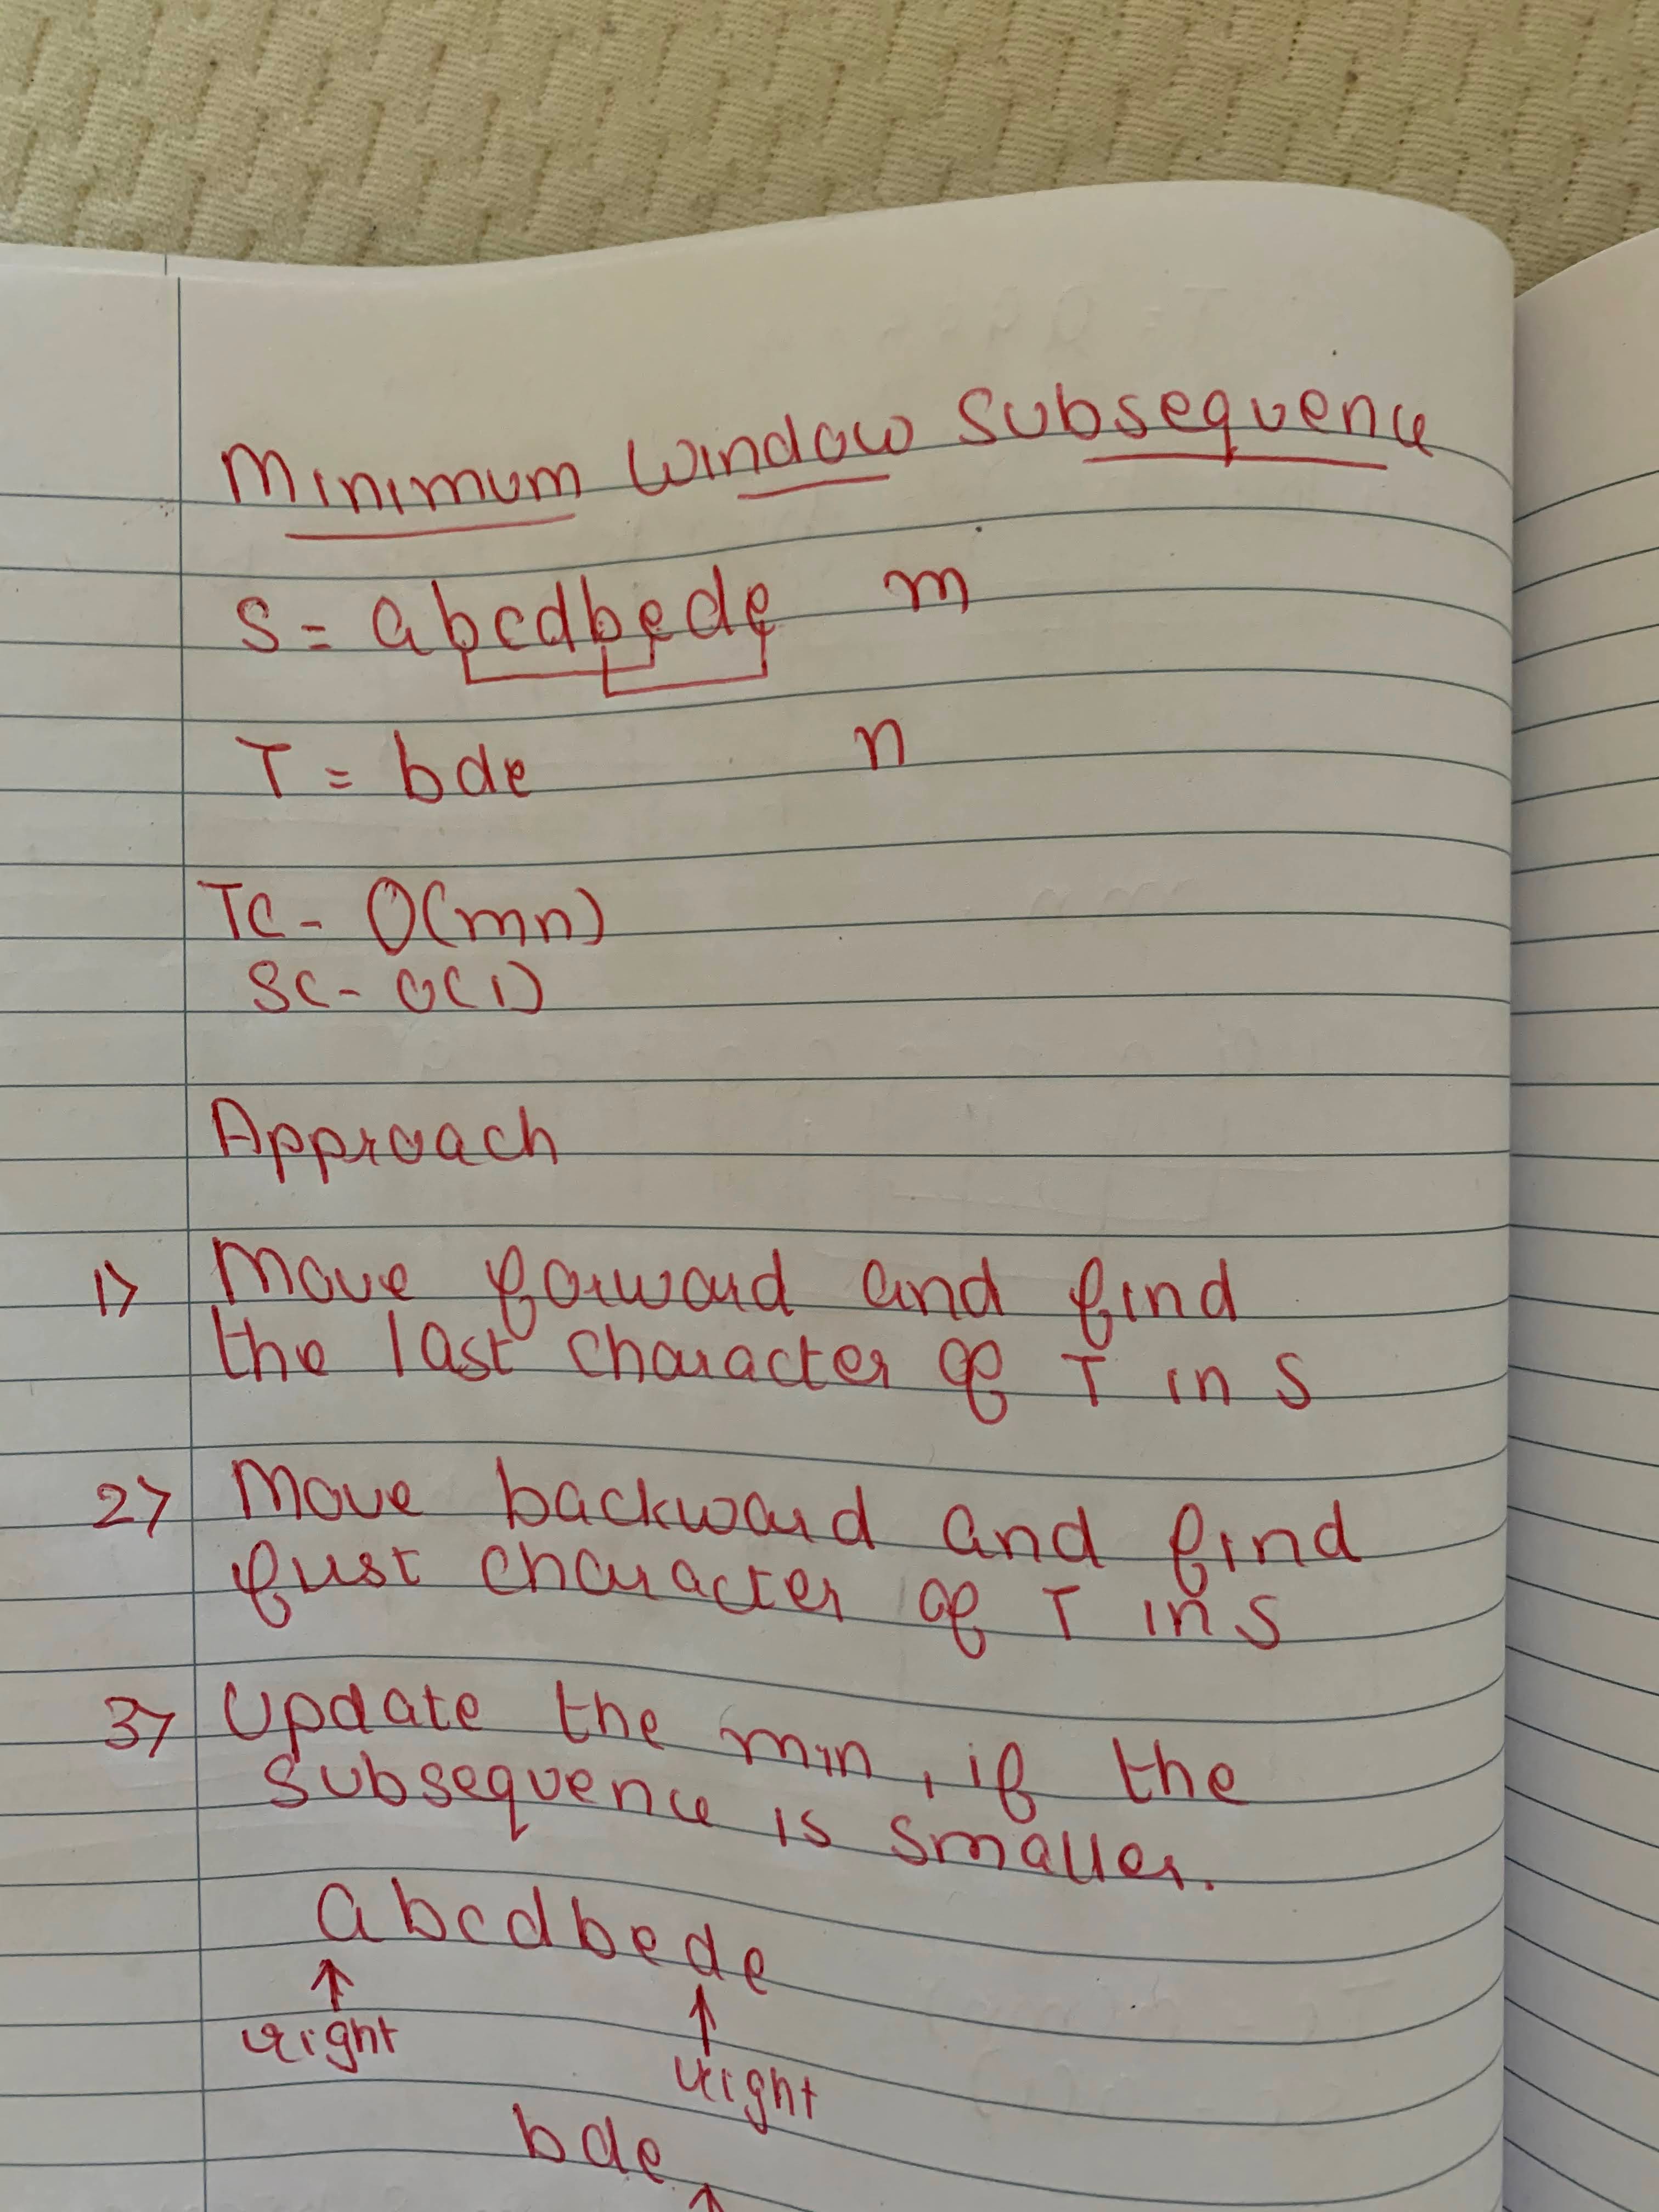 Minimum Window Subsequence
S = abcdbede m
T = bde n
TC - O(mn)
SC - O(1)
Approach
1> Move forward and find
the last character of T in S
2> Move backward and find
first character of T in S
3> Update the min, if the
subsequence is smaller.
abcdbede
↑ ↑
right right
bde
↑